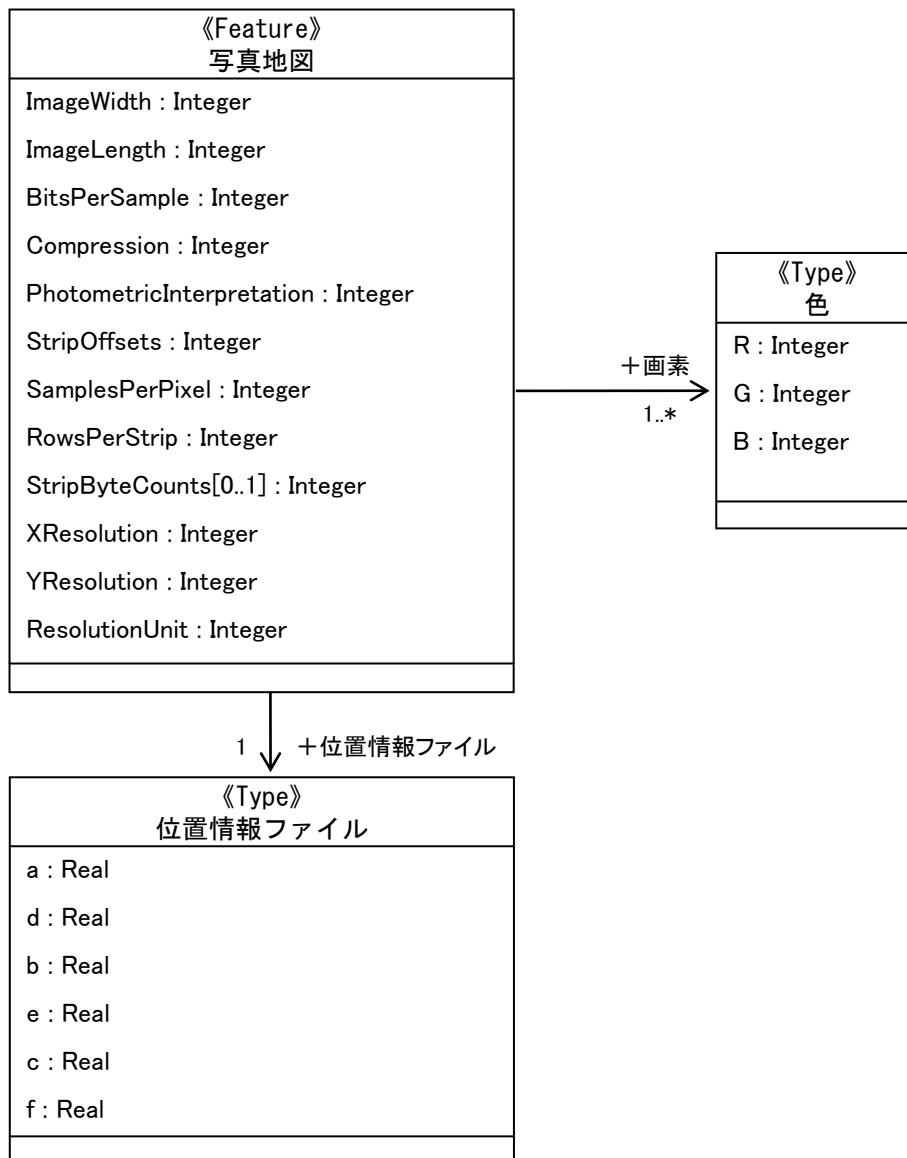 《Feature》
写真地図
ImageWidth : Integer
ImageLength : Integer
BitsPerSample : Integer
Compression : Integer
PhotometricInterpretation : Integer
StripOffsets : Integer
SamplesPerPixel : Integer
RowsPerStrip : Integer
StripByteCounts[0..1] : Integer
XResolution : Integer
YResolution : Integer
ResolutionUnit : Integer
＋画素
1..*
《Type》
色
R : Integer
G : Integer
B : Integer
1 ＋位置情報ファイル
《Type》
位置情報ファイル
a : Real
d : Real
b : Real
e : Real
c : Real
f : Real